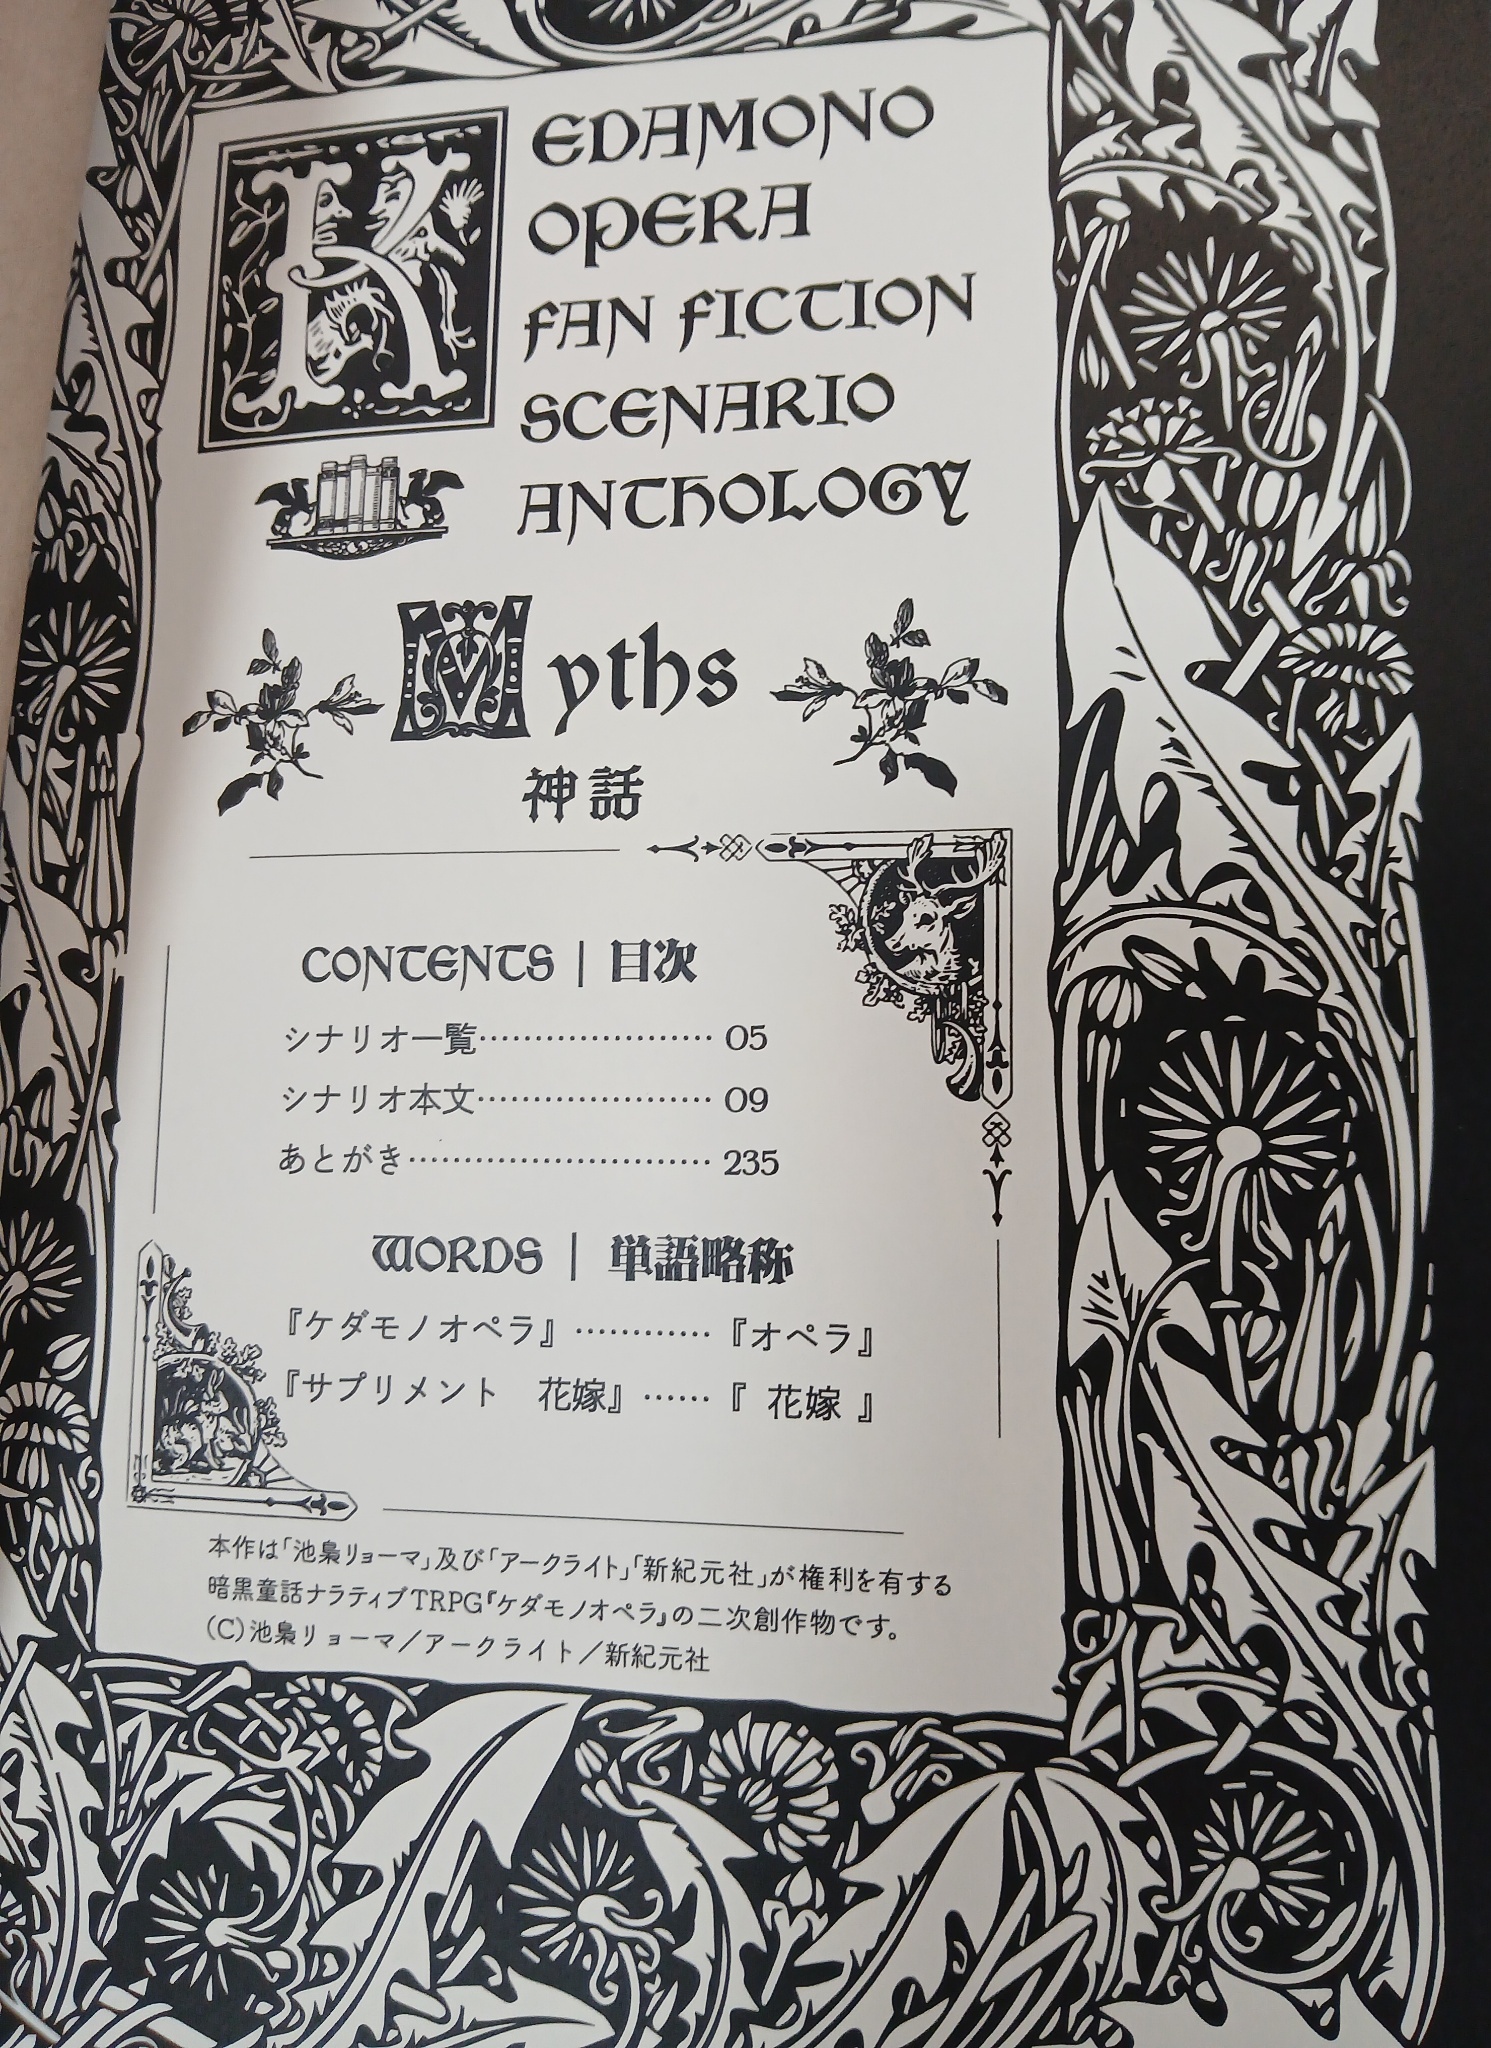 KEDAMONO
OPERA
FAN FICTION
SCENARIO
ANTHOLOGY
Myths
神話
CONTENTS | 目次
シナリオ一覧…………………… 05
シナリオ本文…………………… 09
あとがき………………………… 235
WORDS | 単語略称
『ケダモノオペラ』…………『オペラ』
『サプリメント　花嫁』……『 花嫁 』
本作は「池梟リョーマ」及び「アークライト」「新紀元社」が権利を有する
暗黒童話ナラティブTRPG『ケダモノオペラ』の二次創作物です。
(C)池梟リョーマ／アークライト／新紀元社